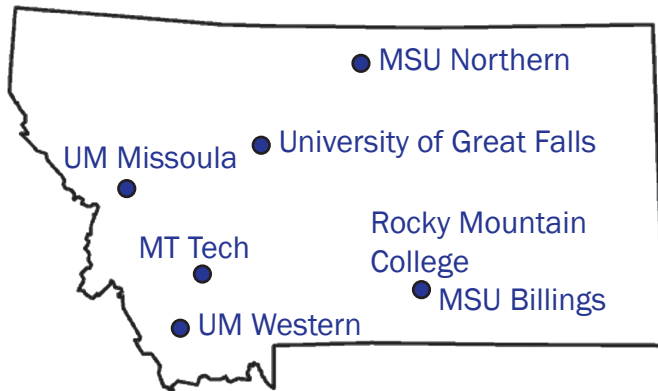 MSU Northern
University of Great Falls
UM Missoula
Rocky Mountain
College
MT Tech
MSU Billings
UM Western